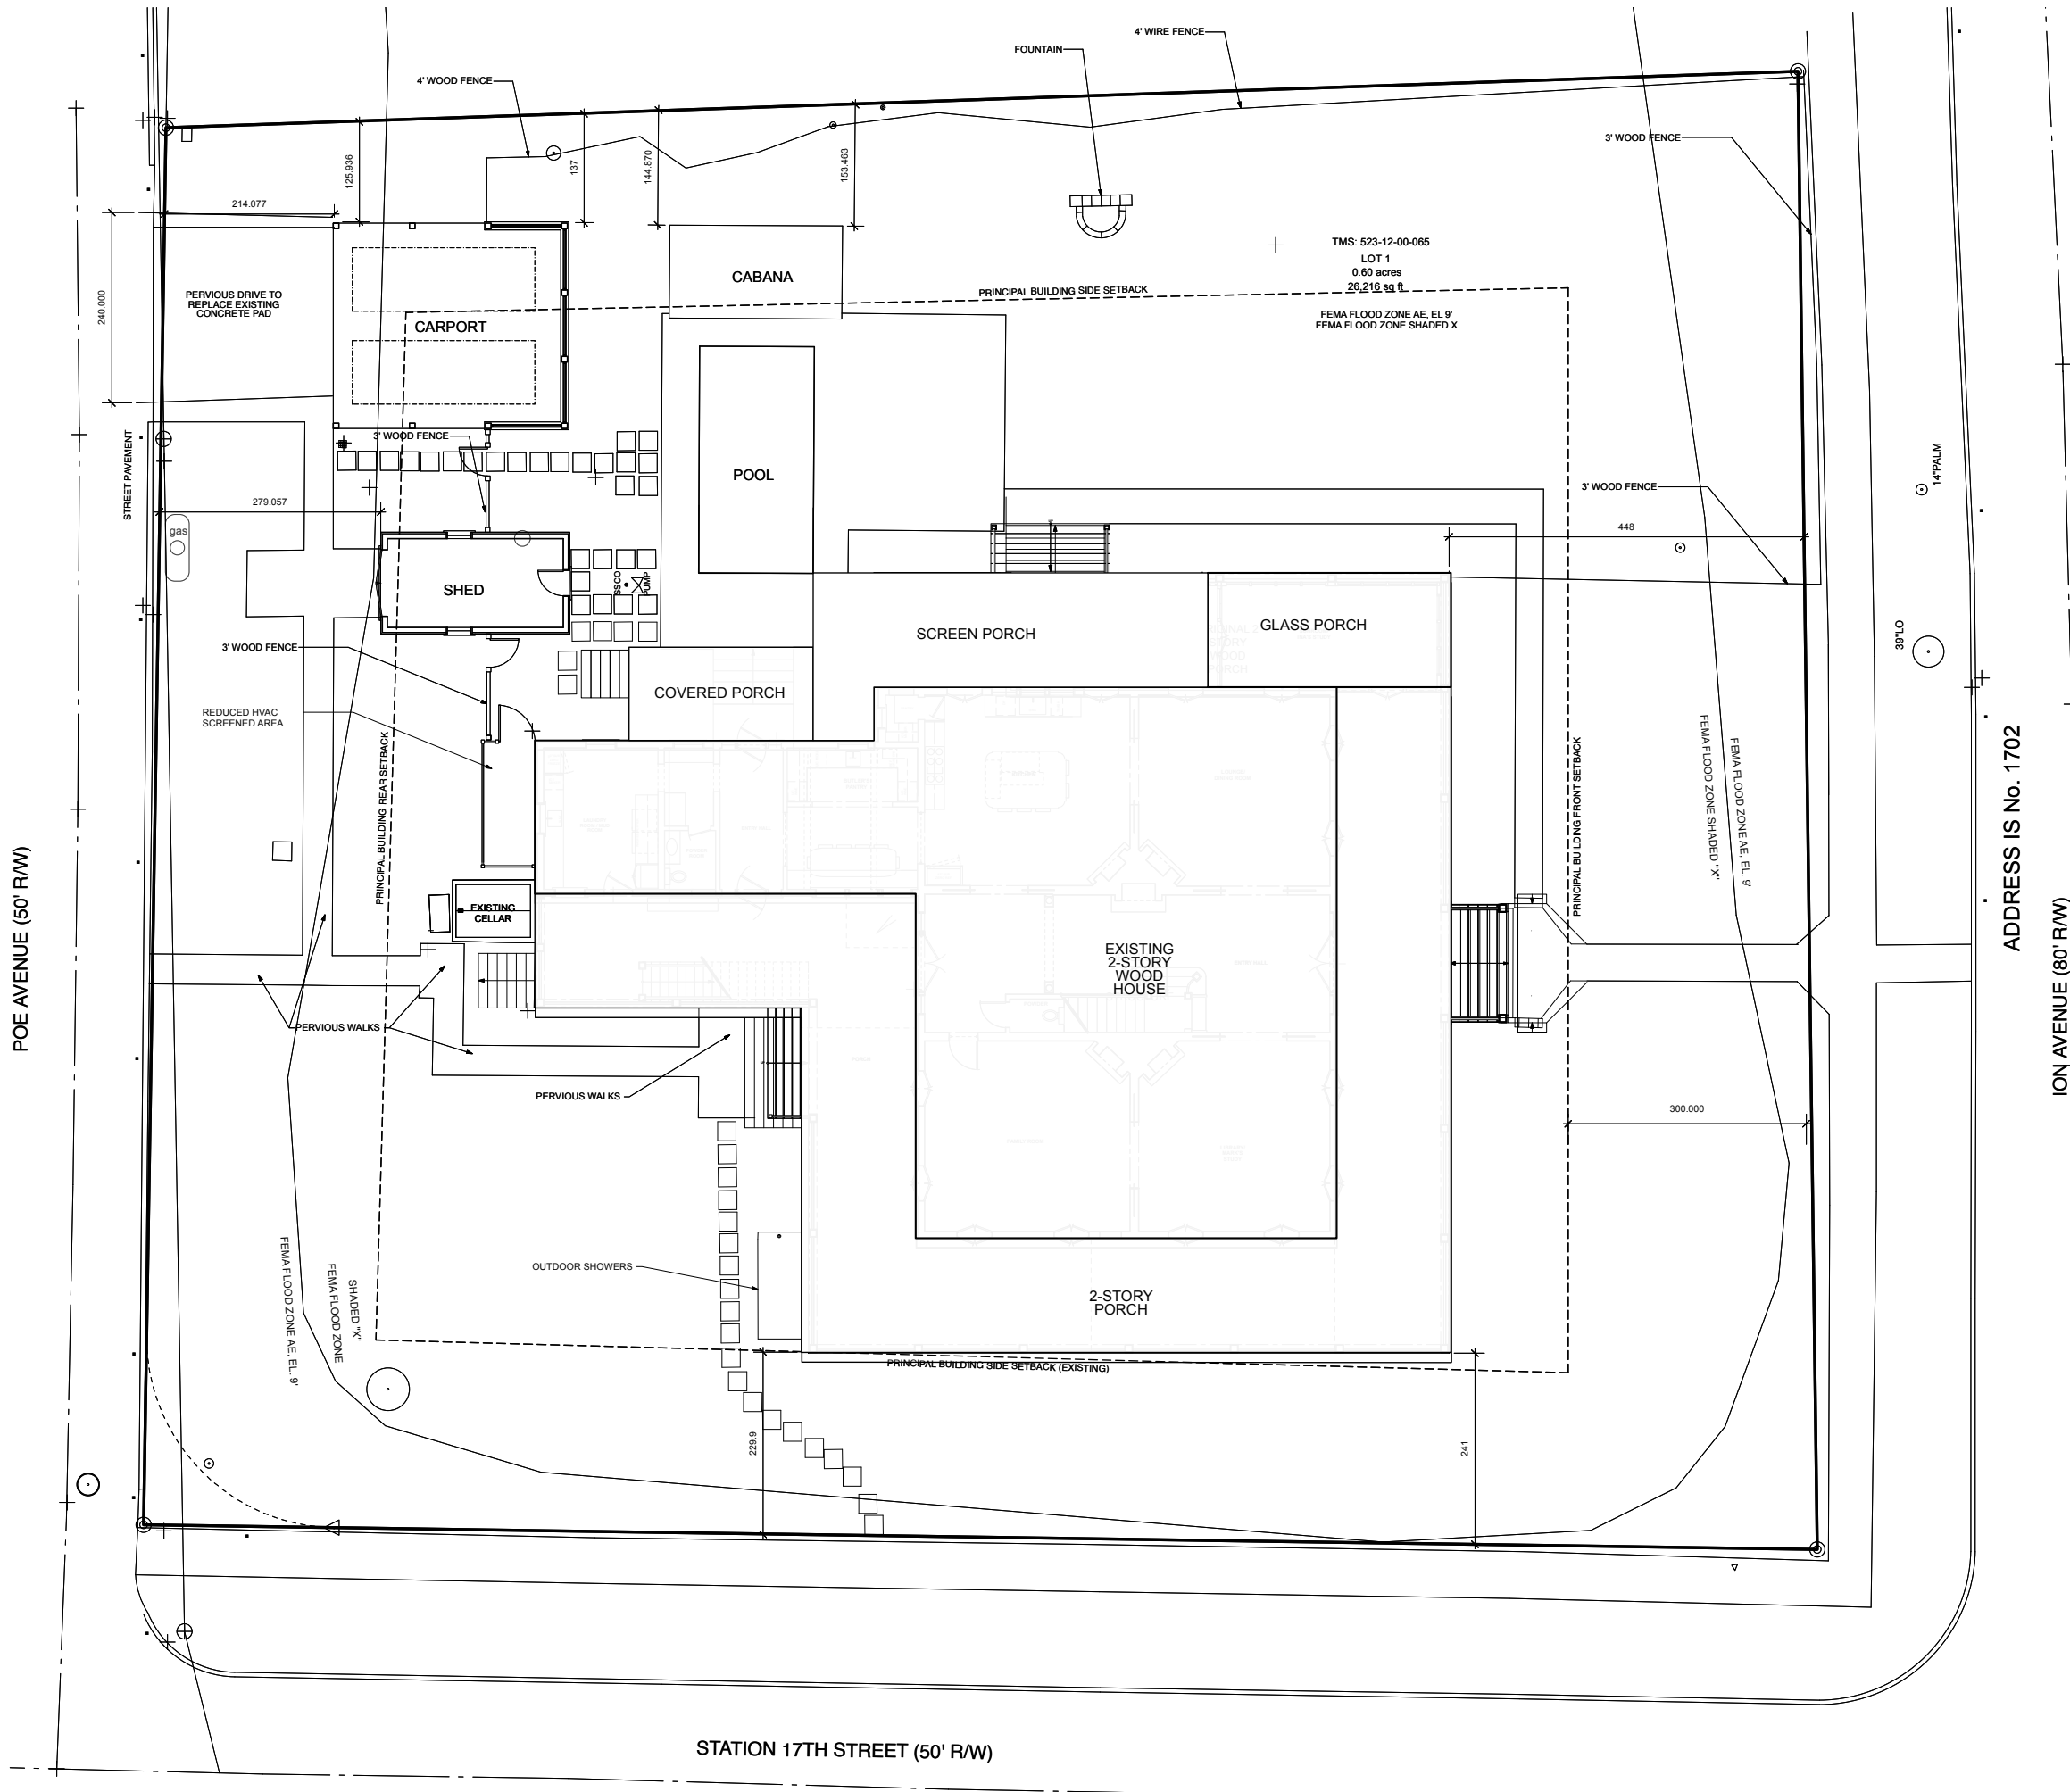 4' WIRE FENCE
FOUNTAIN
4' WOOD FENCE
3' WOOD FENCE
125.936
137
144.870
153.463
214.077
240.000
TMS: 523-12-00-065
LOT 1
0.60 acres
26,216 sq ft
CABANA
PRINCIPAL BUILDING SIDE SETBACK
PERVIOUS DRIVE TO
REPLACE EXISTING
CONCRETE PAD
CARPORT
FEMA FLOOD ZONE AE, EL 9'
FEMA FLOOD ZONE SHADED X
3' WOOD FENCE
STREET PAVEMENT
POOL
14"PALM
3' WOOD FENCE
279.057
gas
448
SHED
SSCO
PUMP
SCREEN PORCH
GLASS PORCH
39"LO
3' WOOD FENCE
COVERED PORCH
REDUCED HVAC
SCREENED AREA
PRINCIPAL BUILDING REAR SETBACK
PRINCIPAL BUILDING FRONT SETBACK
FEMA FLOOD ZONE SHADED "X"
FEMA FLOOD ZONE AE, EL. 9'
ADDRESS IS No. 1702
POE AVENUE (50' R/W)
ION AVENUE (80' R/W)
EXISTING
CELLAR
EXISTING
2-STORY
WOOD
HOUSE
PERVIOUS WALKS
PERVIOUS WALKS
300.000
OUTDOOR SHOWERS
2-STORY
PORCH
FEMA FLOOD ZONE AE, EL. 9'
FEMA FLOOD ZONE
SHADED "X"
PRINCIPAL BUILDING SIDE SETBACK (EXISTING)
229.9
241
STATION 17TH STREET (50' R/W)